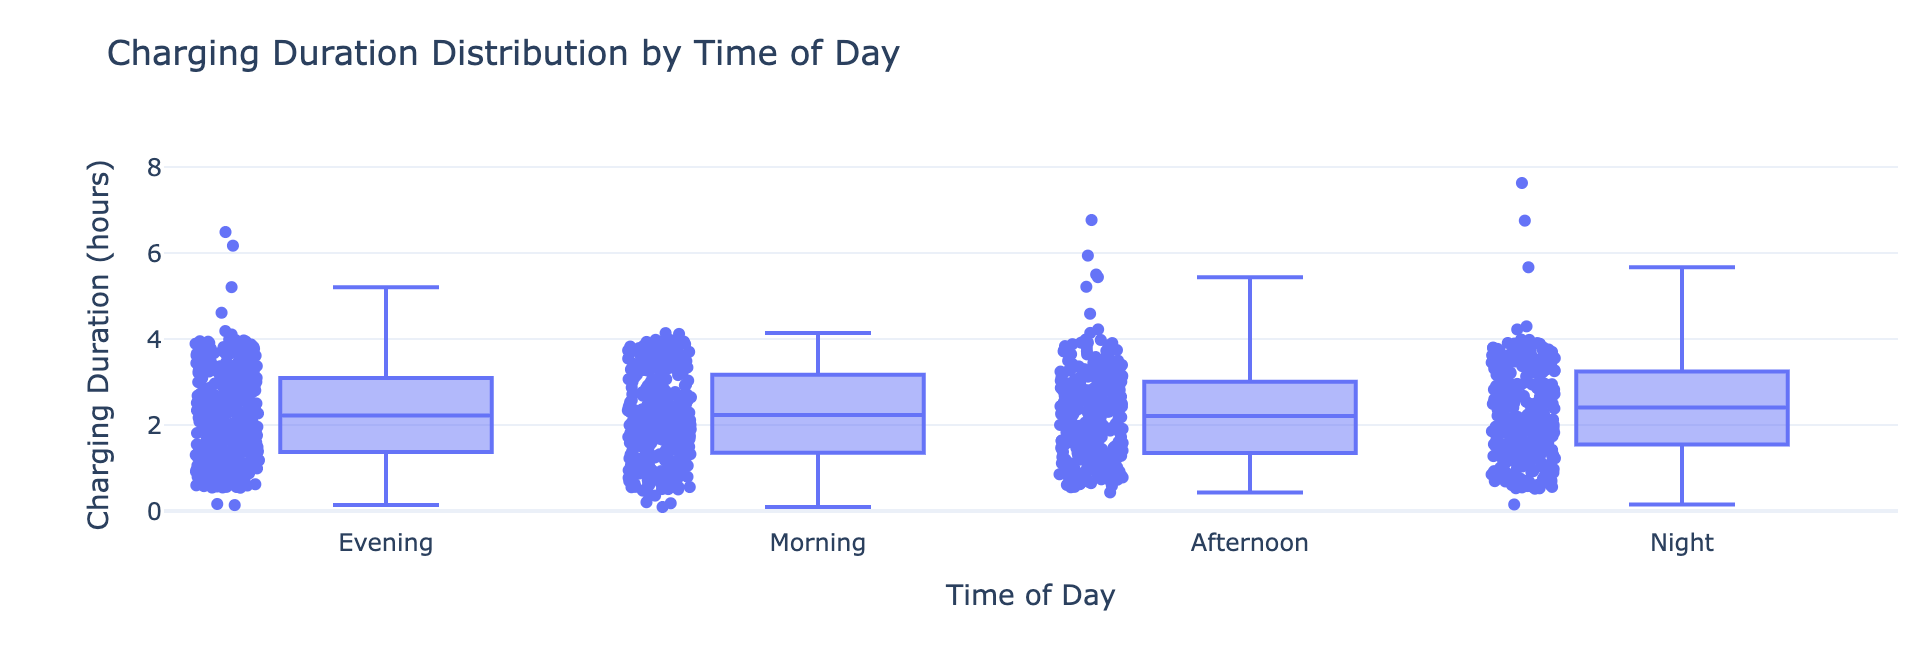 Charging Duration Distribution by Time of Day
Charging Duration (hours)
8
6
4
2
0
Evening
Morning
Afternoon
Night
Time of Day